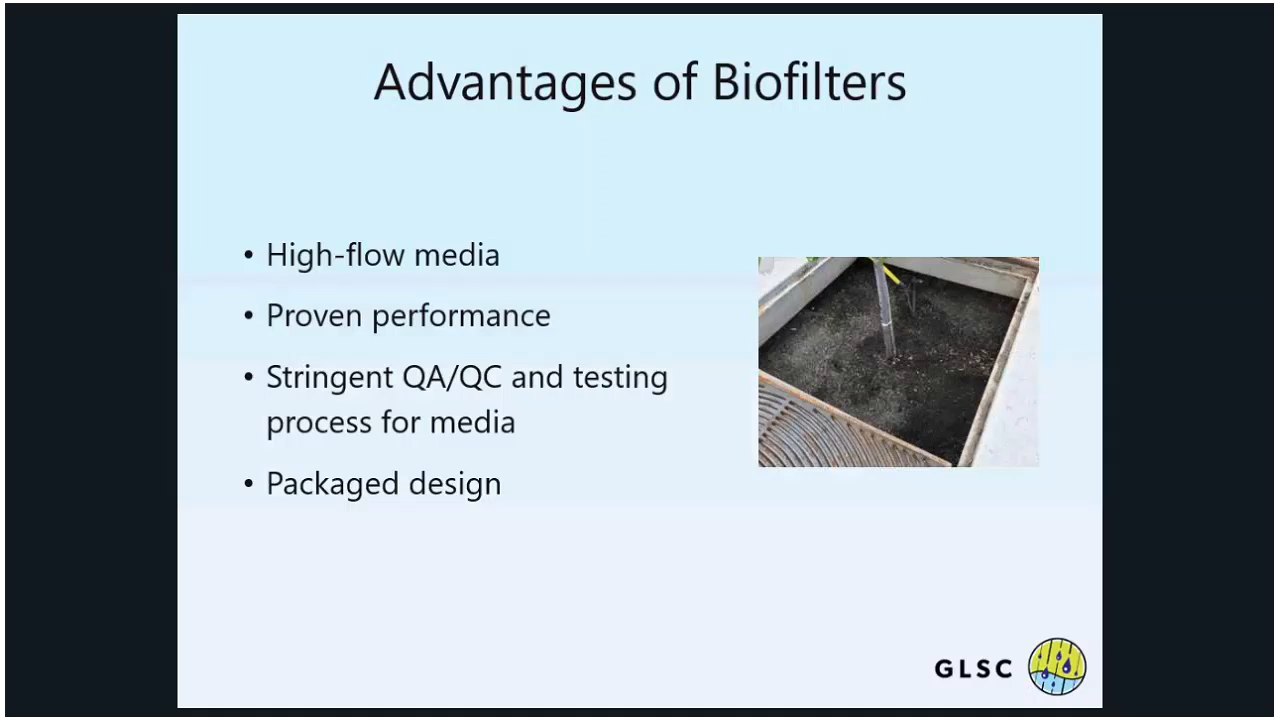 Advantages of Biofilters
• High-flow media
• Proven performance
• Stringent QA/QC and testing
process for media
• Packaged design
GLSC